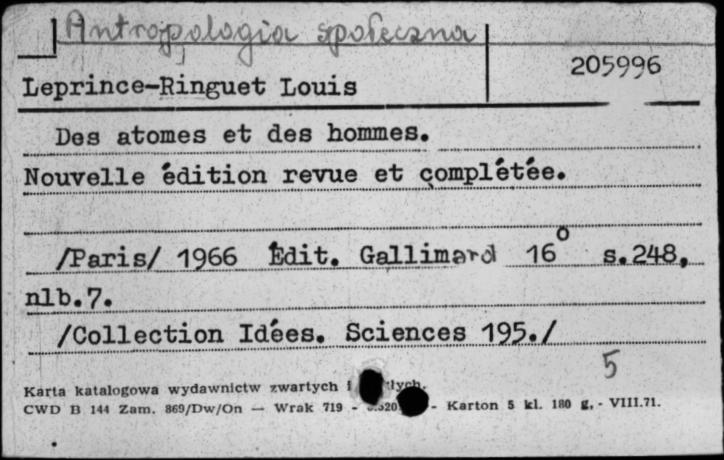 Antropologia społeczna
205996
Leprince-Ringuet Louis
Des atomes et des hommes.
Nouvelle édition revue et complétée.
/Paris/ 1966 Édit. Gallimard 16° s.248,
nlb.7.
/Collection Idées. Sciences 195./
5
Karta katalogowa wydawnictw zwartych i
CWD B 144 Zam. 869/Dw/On — Wrak 719 - - Karton 5 kl. 180 g. - VIII.71.